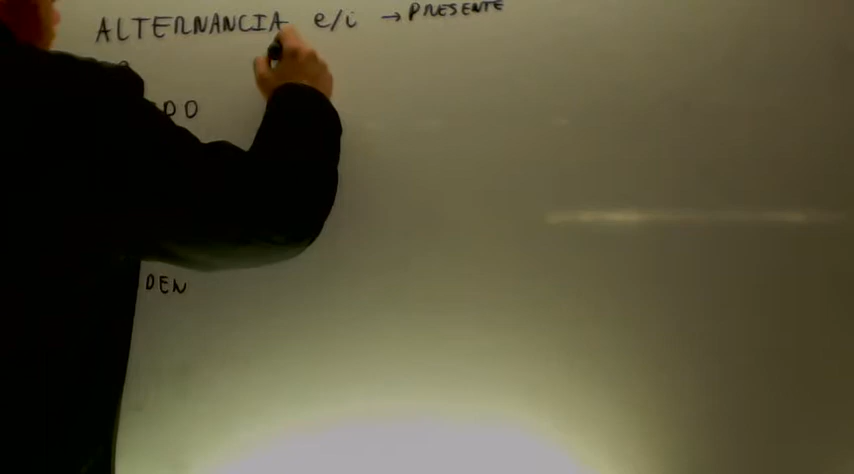 ALTERNANCIA e/i → PRESENTE
DO
DEN